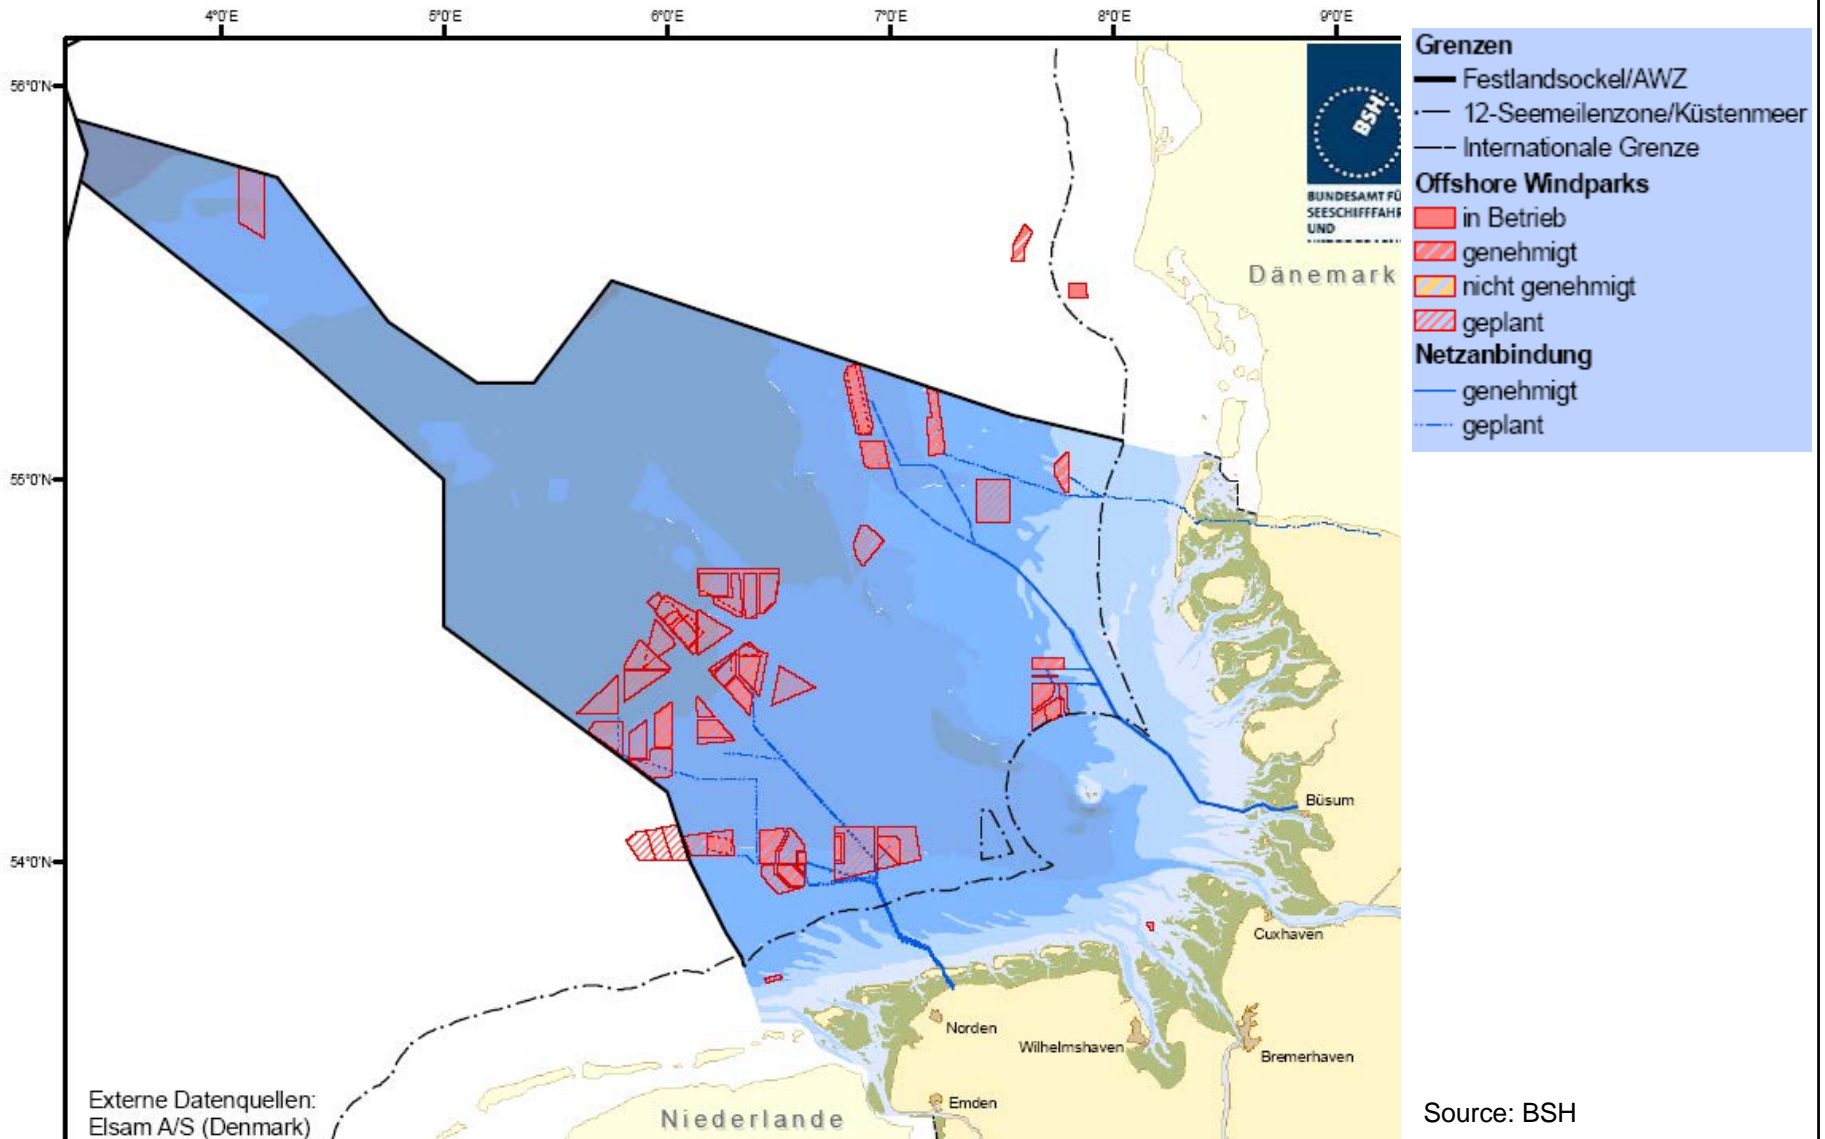 4°0'E 5°0'E 6°0'E 7°0'E 8°0'E 9°0'E
56°0'N
55°0'N
54°0'N
BSH
BUNDESAMT FÜ
SEESCHIFFFAHR
UND
Dänemark
Büsum
Cuxhaven
Norden
Wilhelmshaven
Bremerhaven
Emden
Niederlande
Externe Datenquellen:
Elsam A/S (Denmark)
Grenzen
Festlandsockel/AWZ
12-Seemeilenzone/Küstenmeer
Internationale Grenze
Offshore Windparks
in Betrieb
genehmigt
nicht genehmigt
geplant
Netzanbindung
genehmigt
geplant
Source: BSH